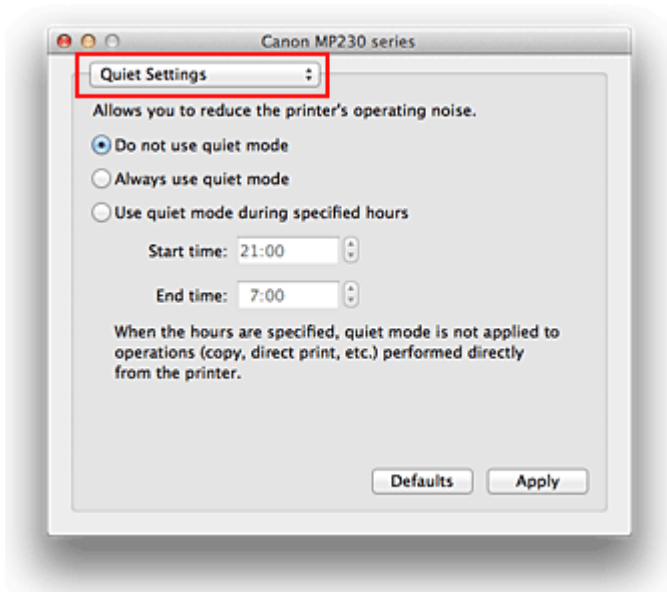 Canon MP230 series
Quiet Settings
Allows you to reduce the printer's operating noise.
Do not use quiet mode
Always use quiet mode
Use quiet mode during specified hours
Start time: 21:00
End time: 7:00
When the hours are specified, quiet mode is not applied to
operations (copy, direct print, etc.) performed directly
from the printer.
Defaults Apply